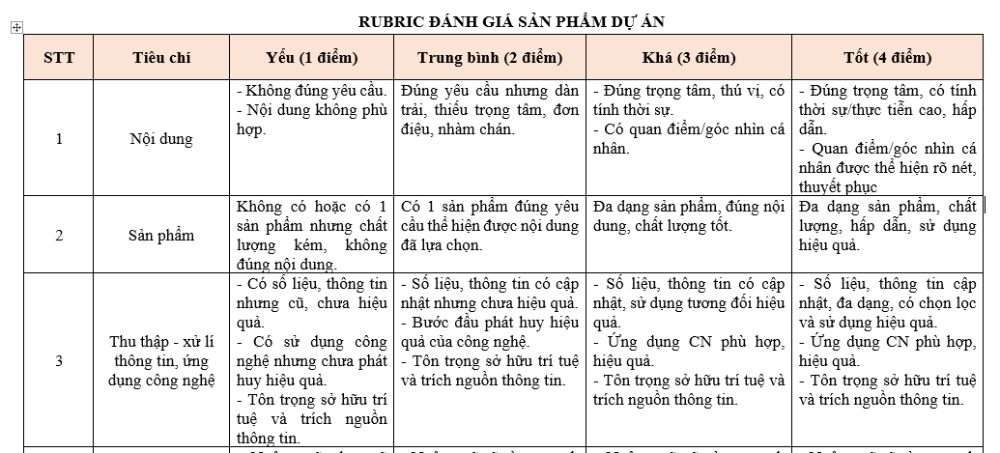 RUBRIC ĐÁNH GIÁ SẢN PHẨM DỰ ÁN
STT
Tiêu chí
Yếu (1 điểm)
Trung bình (2 điểm)
Khá (3 điểm)
Tốt (4 điểm)
1
Nội dung
- Không đúng yêu cầu.
- Nội dung không phù
hợp.
Đúng yêu cầu nhưng dàn
trải, thiếu trọng tâm, đơn
điệu, nhàm chán.
- Đúng trọng tâm, thú vị, có
tính thời sự.
- Có quan điểm/góc nhìn cá
nhân.
- Đúng trọng tâm, có tính
thời sự/thực tiễn cao, hấp
dẫn.
- Quan điểm/góc nhìn cá
nhân được thể hiện rõ nét,
thuyết phục
2
Sản phẩm
Không có hoặc có 1
sản phẩm nhưng chất
lượng kém, không
đúng nội dung.
Có 1 sản phẩm đúng yêu
cầu thể hiện được nội dung
đã lựa chọn.
Đa dạng sản phẩm, đúng nội
dung, chất lượng tốt.
Đa dạng sản phẩm, chất
lượng, hấp dẫn, sử dụng
hiệu quả.
3
Thu thập - xử lí
thông tin, ứng
dụng công nghệ
- Có số liệu, thông tin
nhưng cũ, chưa hiệu
quả.
- Có sử dụng công
nghệ nhưng chưa phát
huy hiệu quả.
- Tôn trọng sở hữu trí
tuệ và trích nguồn
thông tin.
- Số liệu, thông tin có cập
nhật nhưng chưa hiệu quả.
- Bước đầu phát huy hiệu
quả của công nghệ.
- Tôn trọng sở hữu trí tuệ
và trích nguồn thông tin.
- Số liệu, thông tin có cập
nhật, sử dụng tương đối hiệu
quả.
- Ứng dụng CN phù hợp,
hiệu quả.
- Tôn trọng sở hữu trí tuệ và
trích nguồn thông tin.
- Số liệu, thông tin cập
nhật, đa dạng, có chọn lọc
và sử dụng hiệu quả.
- Ứng dụng CN phù hợp,
hiệu quả.
- Tôn trọng sở hữu trí tuệ
và trích nguồn thông tin.